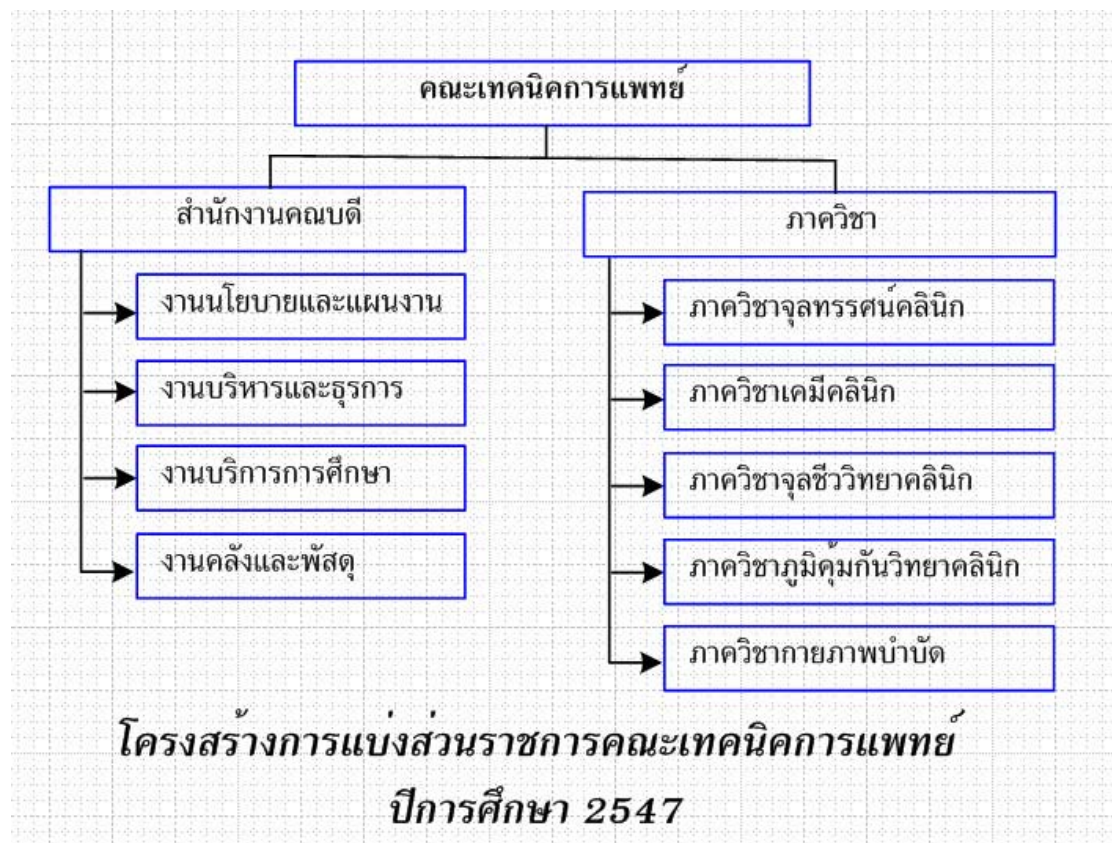 คณะเทคนิคการแพทย์
สำนักงานคณบดี
งานนโยบายและแผนงาน
งานบริหารและธุรการ
งานบริการการศึกษา
งานคลังและพัสดุ
ภาควิชา
ภาควิชาจุลทรรศน์คลินิก
ภาควิชาเคมีคลินิก
ภาควิชาจุลชีววิทยาคลินิก
ภาควิชาภูมิคุ้มกันวิทยาคลินิก
ภาควิชากายภาพบำบัด
โครงสร้างการแบ่งส่วนราชการคณะเทคนิคการแพทย์
ปีการศึกษา 2547